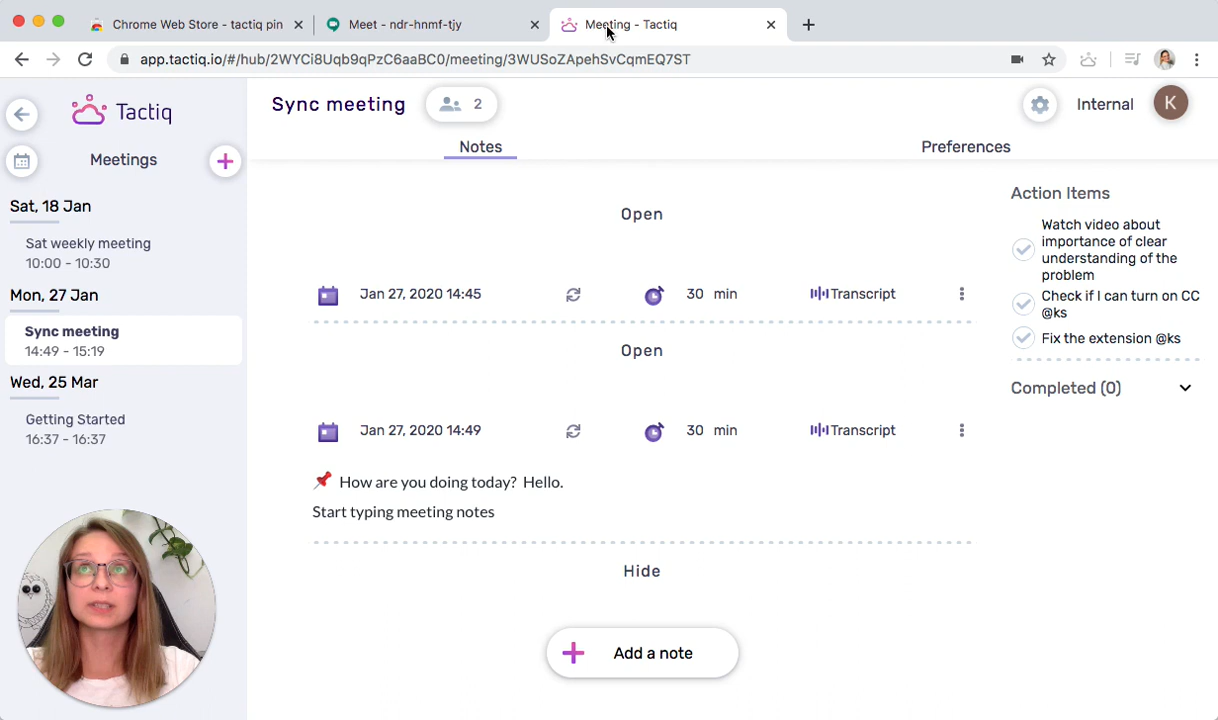 Chrome Web Store - tactiq pin
Meet - ndr-hnmf-tjy
Meeting - Tactiq
app.tactiq.io/#/hub/2WYCi8Uqb9qPzC6aaBC0/meeting/3WUSoZApehSvCqmEQ7ST
Tactiq
Meetings
Sat, 18 Jan
Sat weekly meeting
10:00 - 10:30
Mon, 27 Jan
Sync meeting
14:49 - 15:19
Wed, 25 Mar
Getting Started
16:37 - 16:37
Sync meeting
2
Internal
K
Notes
Preferences
Open
Jan 27, 2020 14:45
30 min
Transcript
Open
Jan 27, 2020 14:49
30 min
Transcript
How are you doing today? Hello.
Start typing meeting notes
Hide
Add a note
Action Items
Watch video about
importance of clear
understanding of the
problem
Check if I can turn on CC
@ks
Fix the extension @ks
Completed (0)